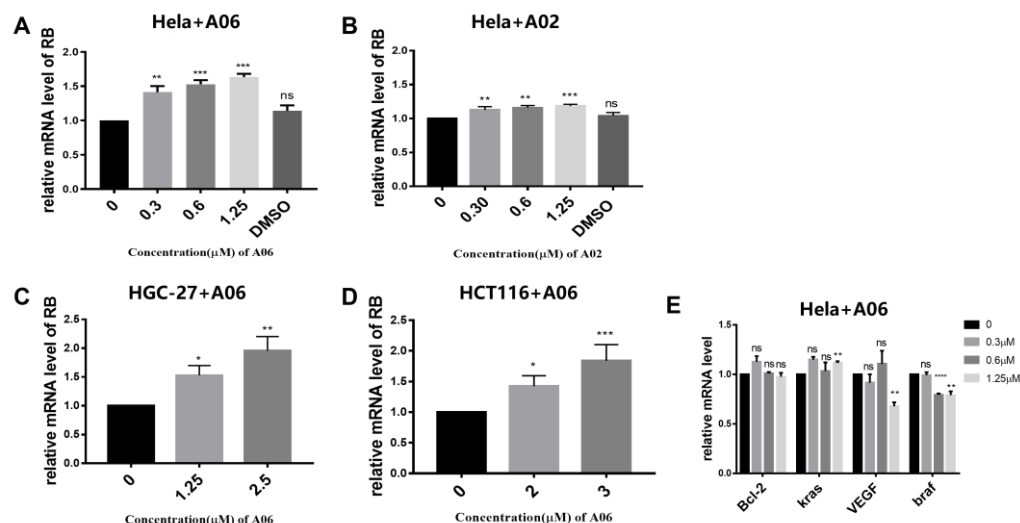 A
Hela+A06
relative mRNA level of RB
2.0
1.5
1.0
0.5
0.0
**
***
***
ns
0
0.3
0.6
1.25
DMSO
Concentration(μM) of A06
B
Hela+A02
relative mRNA level of RB
2.0
1.5
1.0
0.5
0.0
**
**
***
ns
0
0.30
0.6
1.25
DMSO
Concentration(μM) of A02
C
HGC-27+A06
relative mRNA level of RB
2.5
2.0
1.5
1.0
0.5
0.0
*
**
0
1.25
2.5
Concentration(μM) of A06
D
HCT116+A06
relative mRNA level of RB
2.5
2.0
1.5
1.0
0.5
0.0
*
***
0
2
3
Concentration(μM) of A06
E
Hela+A06
relative mRNA level
1.5
1.0
0.5
0.0
ns
ns
ns
ns
ns
**
ns
ns
**
ns
****
**
Bcl-2
kras
VEGF
braf
0
0.3μM
0.6μM
1.25μM